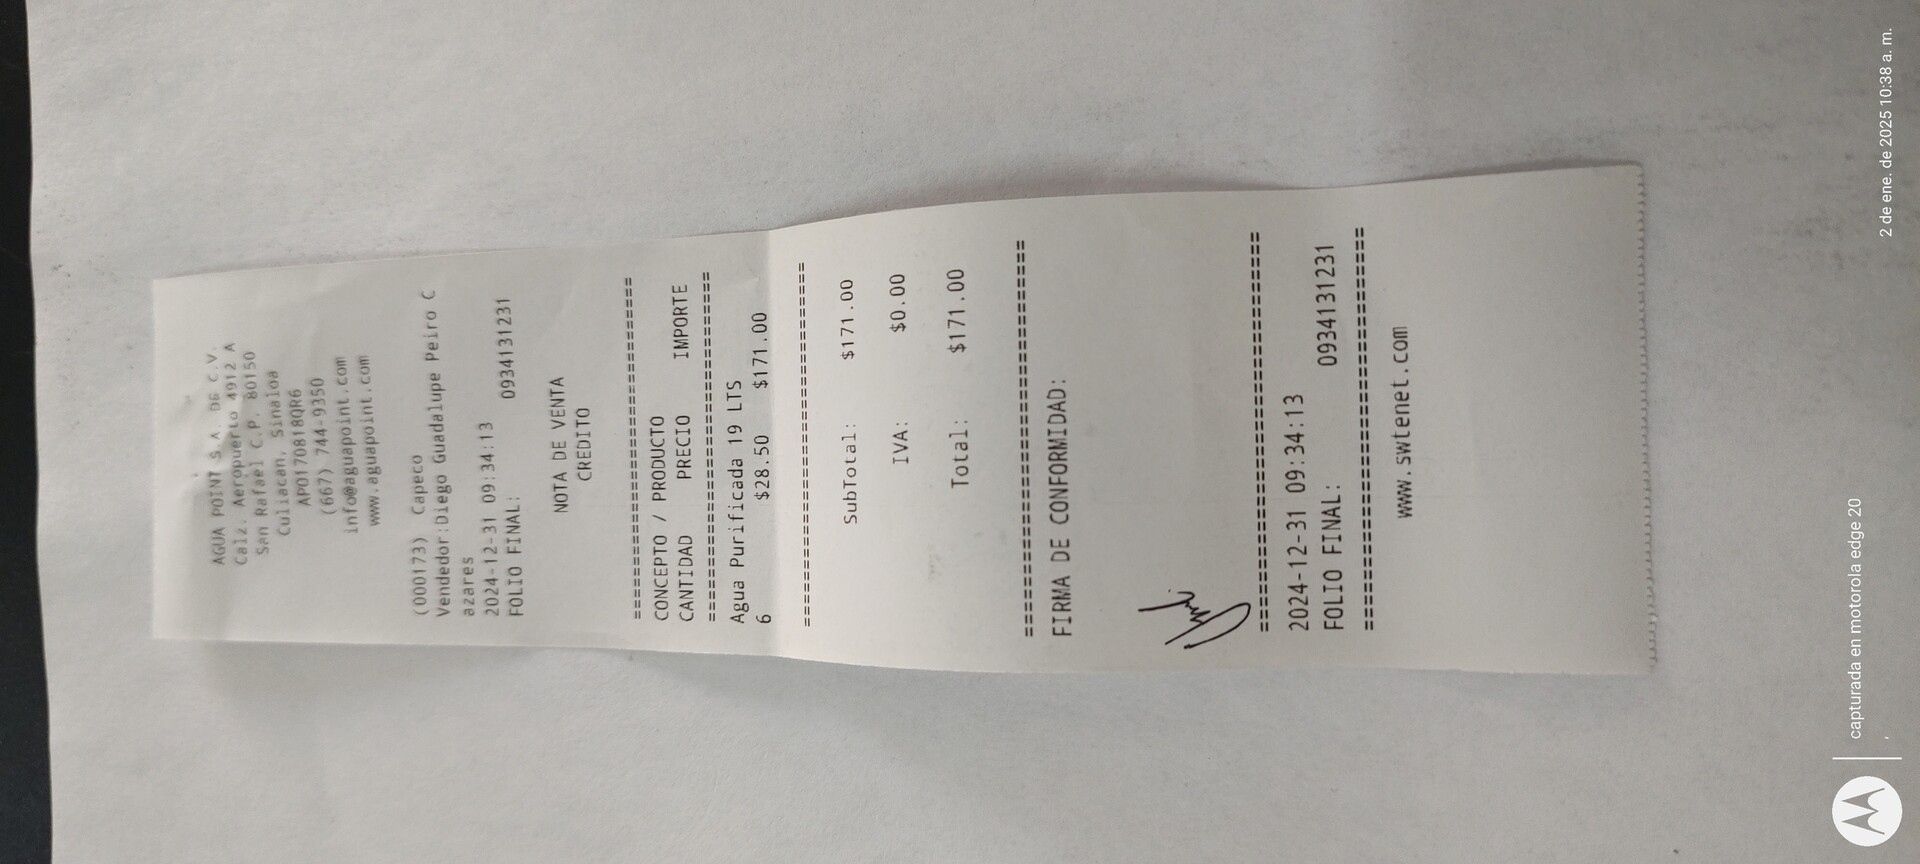 AGUA POINT S.A. DE C.V.
Calz. Aeropuerto 4912 A
San Rafael C.P. 80150
Culiacan, Sinaloa
APO170818QR6
(667) 744-9350
info@aguapoint.com
www.aguapoint.com
(000173) Capeco
Vendedor:Diego Guadalupe Peiro C
azares
2024-12-31 09:34:13
FOLIO FINAL: 0934131231
NOTA DE VENTA
CREDITO
================================
CONCEPTO / PRODUCTO
CANTIDAD PRECIO IMPORTE
================================
Agua Purificada 19 LTS
6 $28.50 $171.00
================================
SubTotal: $171.00
IVA: $0.00
Total: $171.00
================================
FIRMA DE CONFORMIDAD:
================================
2024-12-31 09:34:13
FOLIO FINAL: 0934131231
================================
www.swtenet.com
capturada en motorola edge 20
2 de ene. de 2025 10:38 a. m.